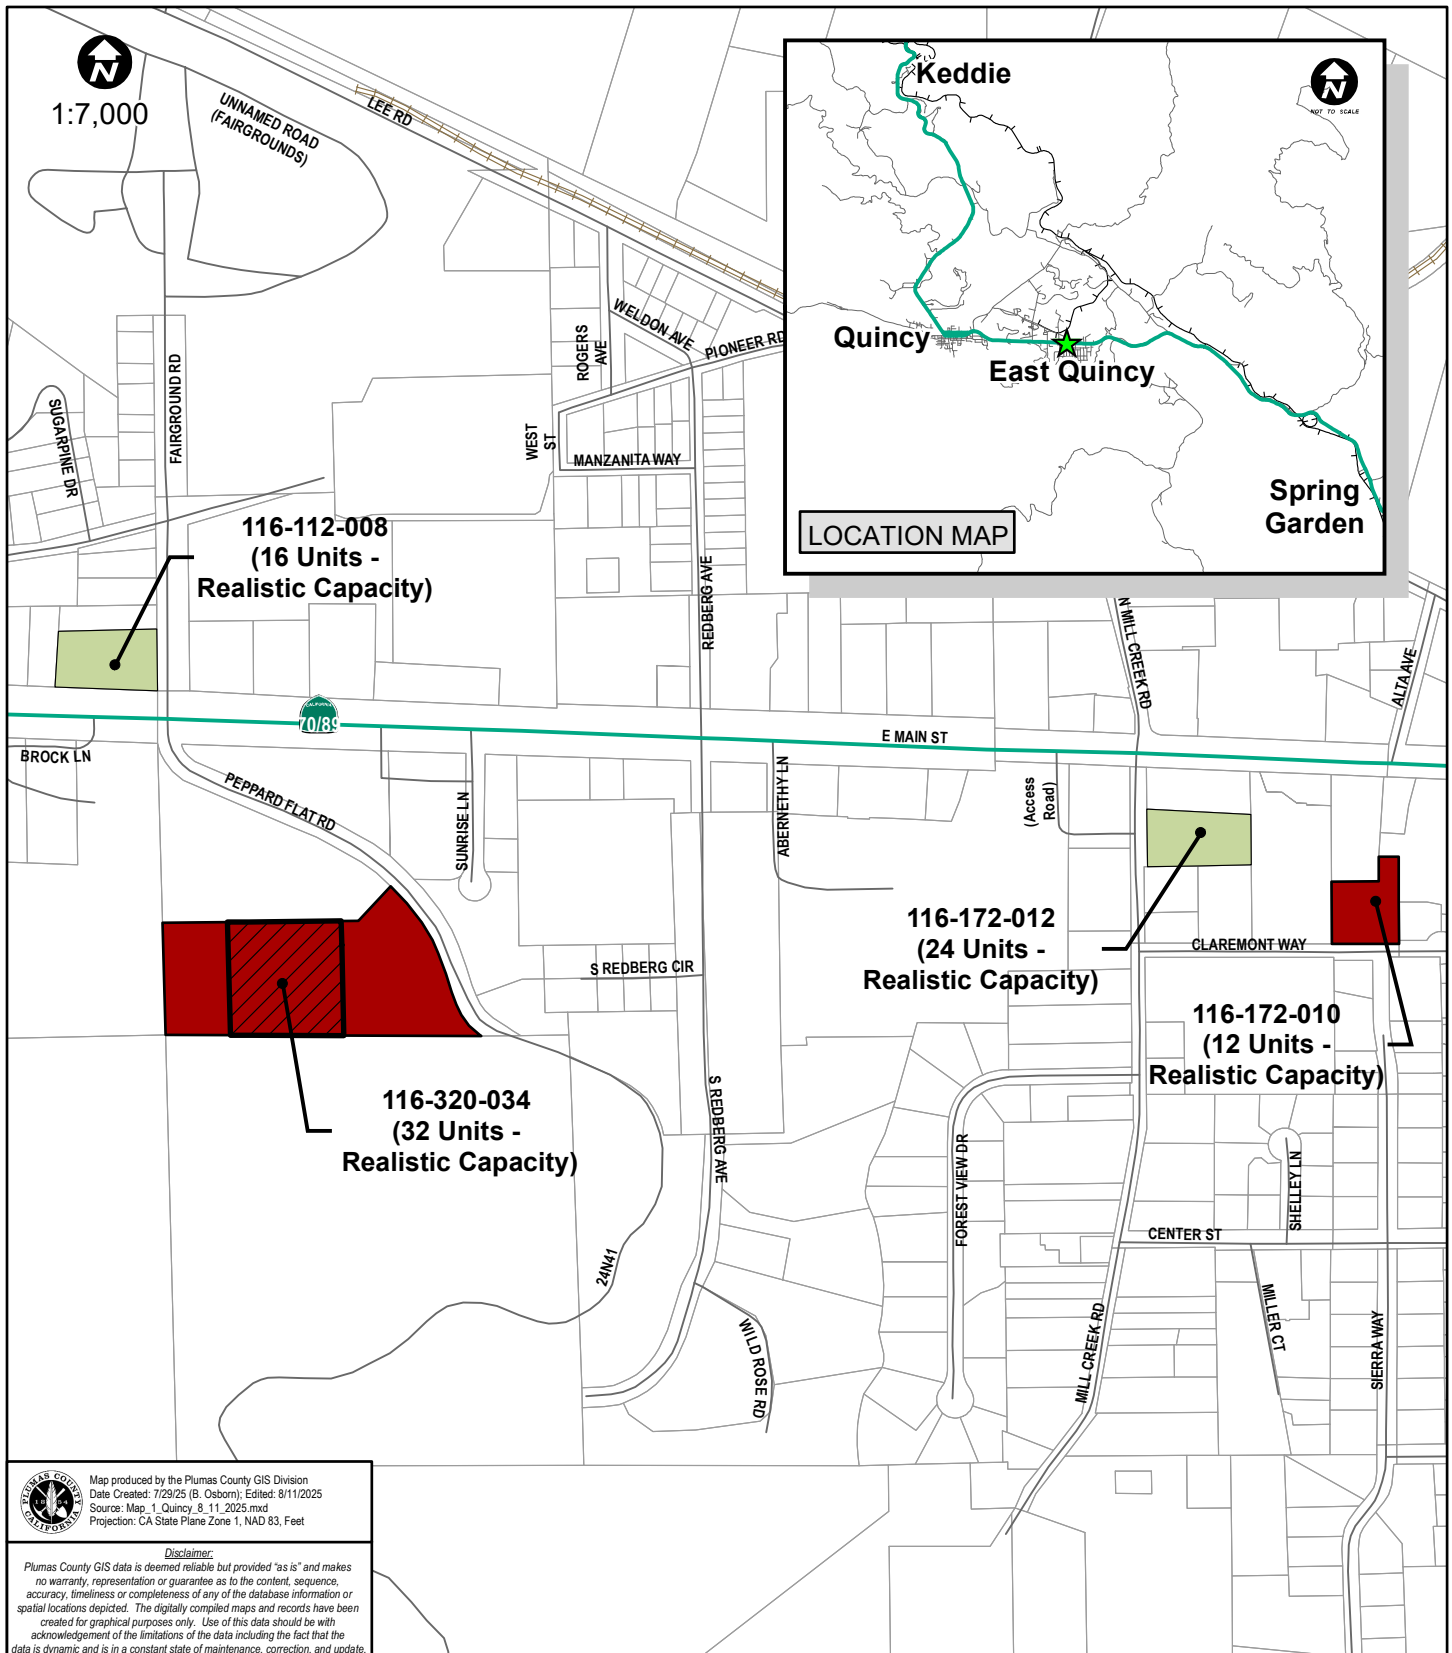 N
1:7,000
UNNAMED ROAD
(FAIRGROUNDS)
LEE RD
Keddie
N
NOT TO SCALE
Quincy
East Quincy
Spring
Garden
LOCATION MAP
WELDON AVE
PIONEER RD
ROGERS
AVE
FAIRGROUND RD
SUGARPINE DR
WEST
ST
MANZANITA WAY
REDBERG AVE
116-112-008
(16 Units -
Realistic Capacity)
N MILL CREEK RD
ALTA AVE
CALIFORNIA
70/89
E MAIN ST
BROCK LN
PEPPARD FLAT RD
SUNRISE LN
ABERNETHY LN
(Access
Road)
116-172-012
(24 Units -
Realistic Capacity)
CLAREMONT WAY
S REDBERG CIR
116-172-010
(12 Units -
Realistic Capacity)
116-320-034
(32 Units -
Realistic Capacity)
S REDBERG AVE
FOREST VIEW DR
SHELLEY LN
CENTER ST
24N41
MILLER CT
WILD ROSE RD
MILL CREEK RD
SIERRA WAY
PLUMAS COUNTY
1854
CALIFORNIA
Map produced by the Plumas County GIS Division
Date Created: 7/29/25 (B. Osborn); Edited: 8/11/2025
Source: Map_1_Quincy_8_11_2025.mxd
Projection: CA State Plane Zone 1, NAD 83, Feet
Disclaimer:
Plumas County GIS data is deemed reliable but provided “as is” and makes
no warranty, representation or guarantee as to the content, sequence,
accuracy, timeliness or completeness of any of the database information or
spatial locations depicted. The digitally compiled maps and records have been
created for graphical purposes only. Use of this data should be with
acknowledgement of the limitations of the data including the fact that the
data is dynamic and is in a constant state of maintenance, correction, and update.